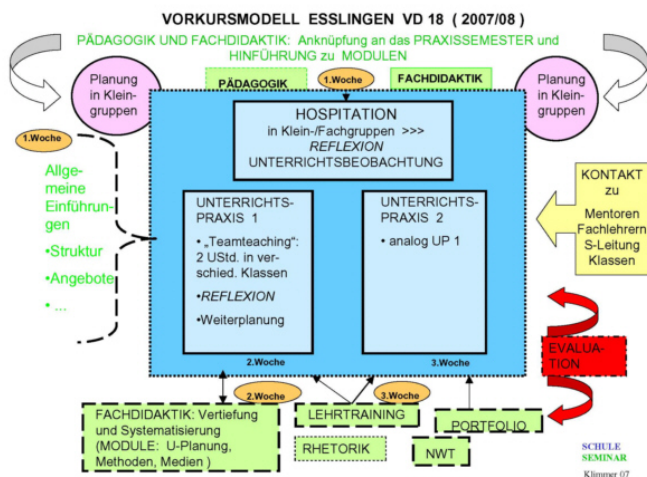 VORKURSMODELL ESSLINGEN VD 18 ( 2007/08 )
PÄDAGOGIK UND FACHDIDAKTIK: Anknüpfung an das PRAXISSEMESTER und
HINFÜHRUNG zu MODULEN
Planung
in Klein-
gruppen
PÄDAGOGIK
1.Woche
FACHDIDAKTIK
Planung
in Klein-
gruppen
HOSPITATION
in Klein-/Fachgruppen >>>
REFLEXION
UNTERRICHTSBEOBACHTUNG
1.Woche
Allge-
meine
Einführun-
gen
•Struktur
•Angebote
• ...
UNTERRICHTS-
PRAXIS 1
• „Teamteaching“:
2 UStd. in ver-
schied. Klassen
•REFLEXION
•Weiterplanung
2.Woche
UNTERRICHTS-
PRAXIS 2
• analog UP 1
3.Woche
KONTAKT
zu
Mentoren
Fachlehrern
S-Leitung
Klassen
EVALUA-
TION
2.Woche
3.Woche
FACHDIDAKTIK: Vertiefung
und Systematisierung
(MODULE: U-Planung,
Methoden, Medien )
LEHRTRAINING
RHETORIK
PORTFOLIO
NWT
SCHULE
SEMINAR
Klimmer 07